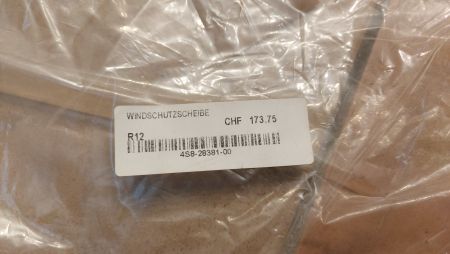 WINDSCHUTZSCHEIBE
CHF 173.75
R12
4S8-28381-00